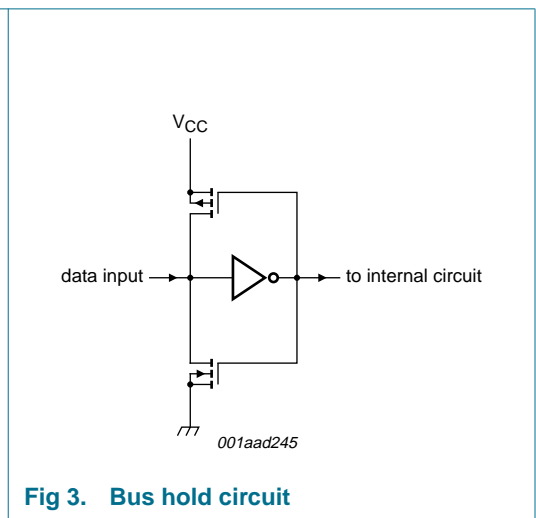 VCC
data input
to internal circuit
001aad245
Fig 3. Bus hold circuit